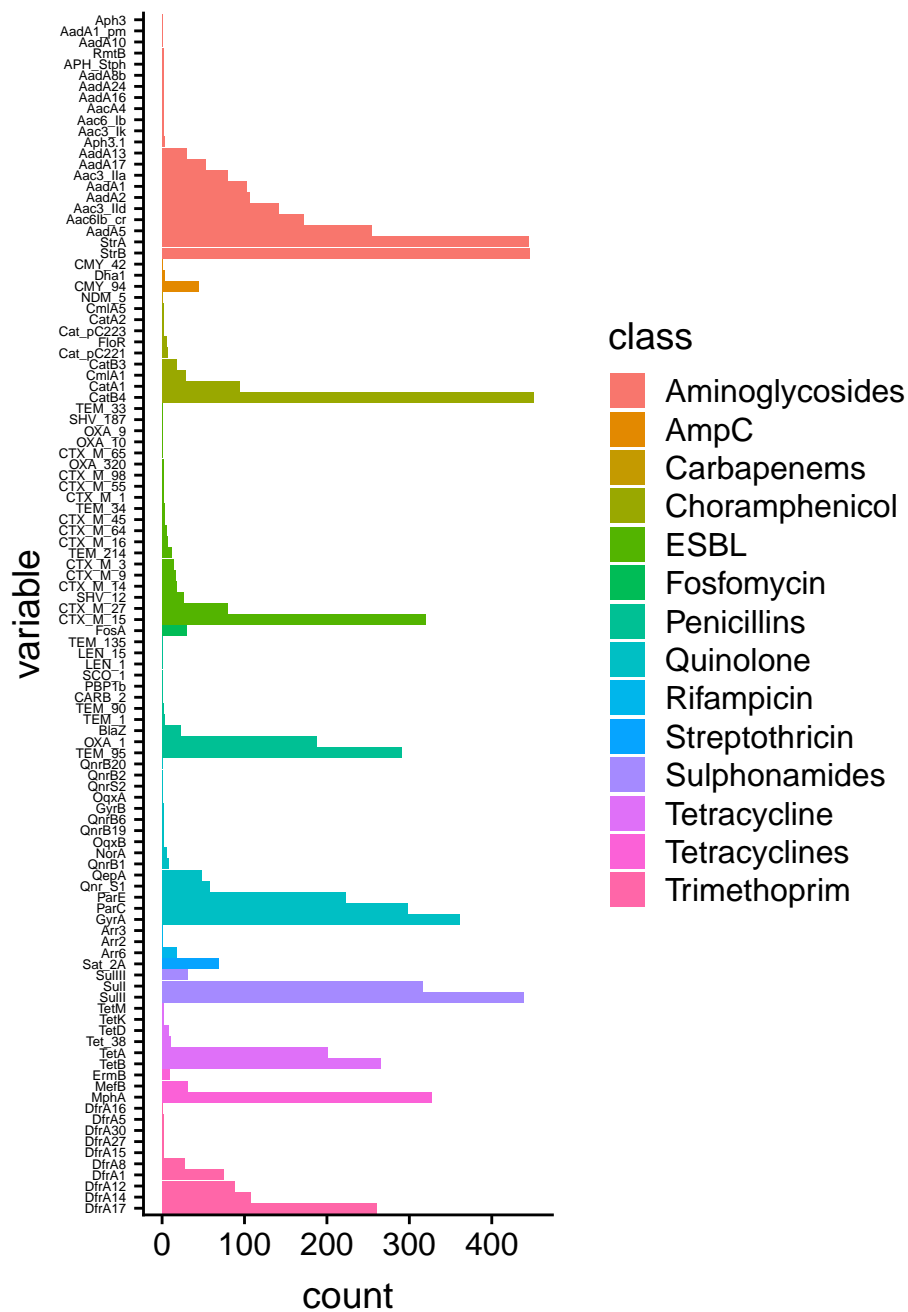 Aph3
AadA1_pm
AadA10
RmtB
APH_Stph
AadA8b
AadA24
AadA16
AacA4
Aac6_Ib
Aac3_Ik
Aph3.1
AadA13
AadA17
Aac3_IIa
AadA1
AadA2
Aac3_IId
Aac6Ib_cr
AadA5
StrA
StrB
CMY_42
Dha1
CMY_94
NDM_5
CmlA5
CatA2
Cat_pC223
FloR
Cat_pC221
CatB3
CmlA1
CatA1
CatB4
TEM_33
SHV_187
OXA_9
OXA_10
CTX_M_65
OXA_320
CTX_M_98
CTX_M_55
CTX_M_1
TEM_34
CTX_M_45
CTX_M_64
CTX_M_16
TEM_214
CTX_M_3
CTX_M_9
CTX_M_14
SHV_12
CTX_M_27
CTX_M_15
FosA
TEM_135
LEN_15
LEN_1
SCO_1
PBP1b
CARB_2
TEM_90
TEM_1
BlaZ
OXA_1
TEM_95
QnrB20
QnrB2
QnrS2
OqxA
GyrB
QnrB6
QnrB19
OqxB
NorA
QnrB1
QepA
Qnr_S1
ParE
ParC
GyrA
Arr3
Arr2
Arr6
Sat_2A
SulIII
SulI
SulII
TetM
TetK
TetD
Tet_38
TetA
TetB
ErmB
MefB
MphA
DfrA16
DfrA5
DfrA30
DfrA27
DfrA15
DfrA8
DfrA1
DfrA12
DfrA14
DfrA17
variable
0 100 200 300 400
count
class
Aminoglycosides
AmpC
Carbapenems
Choramphenicol
ESBL
Fosfomycin
Penicillins
Quinolone
Rifampicin
Streptothricin
Sulphonamides
Tetracycline
Tetracyclines
Trimethoprim